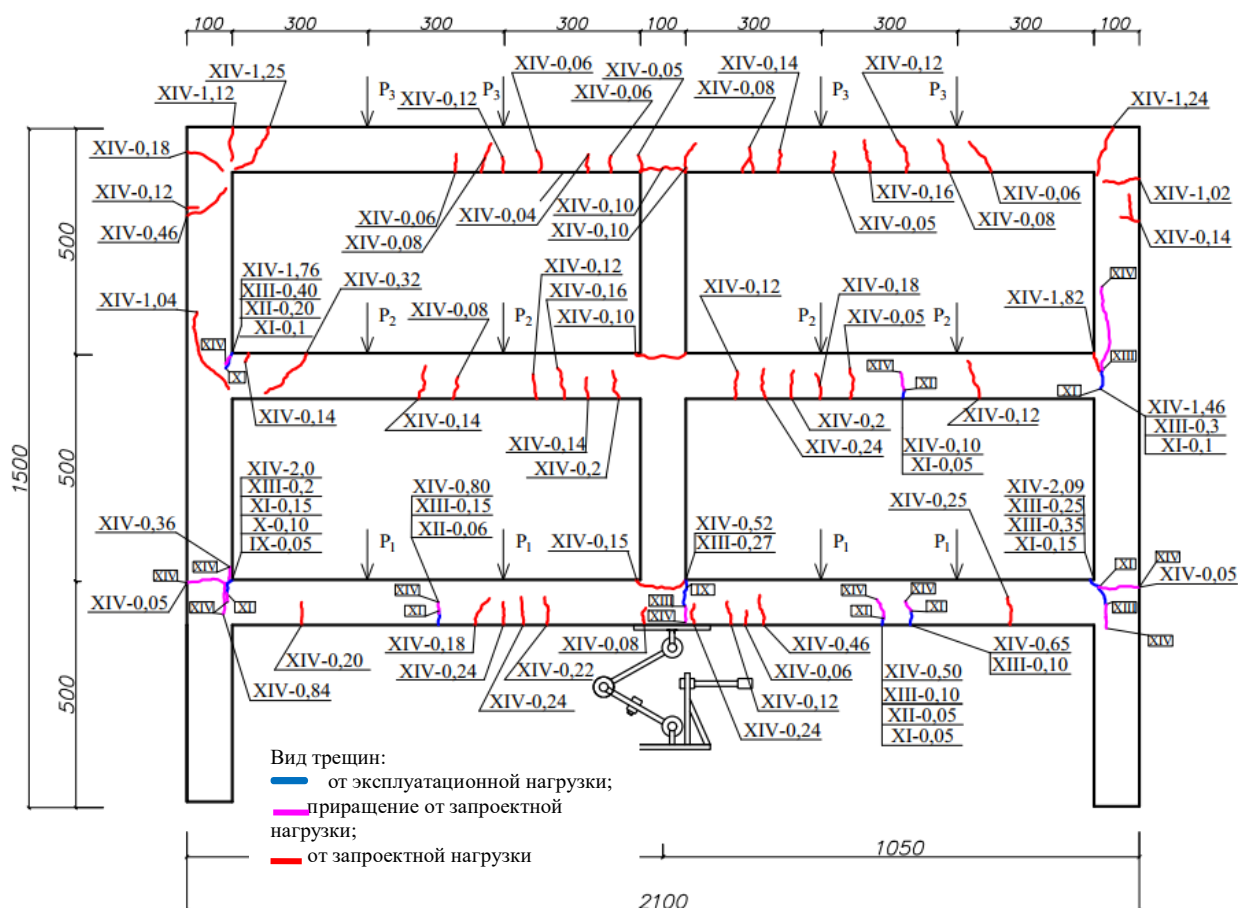 100 300 300 300 100 300 300 300 100
XIV-0,06 XIV-0,05 XIV-0,14 XIV-0,12
XIV-1,25
XIV-1,12
P₃ P₃ P₃ P₃
XIV-0,12
XIV-0,06
XIV-0,08
XIV-1,24
XIV-0,18
XIV-0,12
XIV-0,46
XIV-0,06
XIV-0,08
XIV-0,04
XIV-0,10
XIV-0,10
XIV-0,16
XIV-0,05
XIV-0,06
XIV-0,08
XIV-1,02
XIV-0,14
1500
500
500
500
XIV-1,76
XIII-0,40
XII-0,20
XI-0,1
XIV-0,32
XIV-1,04
XIV-0,08
XIV-0,12
XIV-0,16
XIV-0,10
XIV-0,12
XIV-0,18
XIV-0,05
XIV-1,82
XIV
P₂ P₂ P₂ P₂
XIV
X
XIV
XI
XIII
XI
XIV-0,14
XIV-0,14
XIV-0,14
XIV-0,2
XIV-0,2
XIV-0,24
XIV-0,12
XIV-0,10
XI-0,05
XIV-1,46
XIII-0,3
XI-0,1
XIV-2,0
XIII-0,2
XI-0,15
X-0,10
IX-0,05
XIV-0,36
XIV-0,80
XIII-0,15
XII-0,06
XIV-0,15
XIV-0,52
XIII-0,27
XIV-0,25
XIV-2,09
XIII-0,25
XIII-0,35
XI-0,15
P₁ P₁ P₁ P₁
XIV
XIV
XIV
XI
XIV-0,05
XIV
XI
XIII
XIV
IX
XIV
XI
XIV
XI
XI
XIV
XIII
XIV
XIV-0,05
XIV-0,20
XIV-0,84
XIV-0,18
XIV-0,24
XIV-0,24
XIV-0,22
XIV-0,08
XIV-0,46
XIV-0,06
XIV-0,12
XIV-0,24
XIV-0,65
XIII-0,10
XIV-0,50
XIII-0,10
XII-0,05
XI-0,05
Вид трещин:
от эксплуатационной нагрузки;
приращение от запроектной
нагрузки;
от запроектной нагрузки
1050
2100